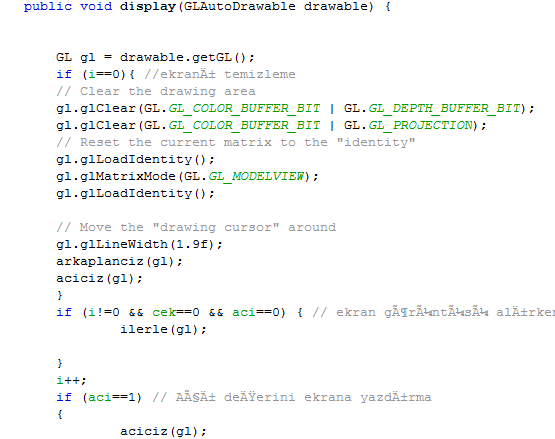 public void display(GLAutoDrawable drawable) {
GL gl = drawable.getGL();
if (i==0){ //ekranÄ± temizleme
// Clear the drawing area
gl.glClear(GL.GL_COLOR_BUFFER_BIT | GL.GL_DEPTH_BUFFER_BIT);
gl.glClear(GL.GL_COLOR_BUFFER_BIT | GL.GL_PROJECTION);
// Reset the current matrix to the "identity"
gl.glLoadIdentity();
gl.glMatrixMode(GL.GL_MODELVIEW);
gl.glLoadIdentity();
// Move the "drawing cursor" around
gl.glLineWidth(1.9f);
arkaplanciz(gl);
aciciz(gl);
}
if (i!=0 && cek==0 && aci==0) { // ekran gÃ¶rÃ¼ntÃ¼sÃ¼ alÄ±rken
ilerle(gl);
}
i++;
if (aci==1) // AÃ§Ä± deÄŸerini ekrana yazdÄ±rma
{
aciciz(gl);